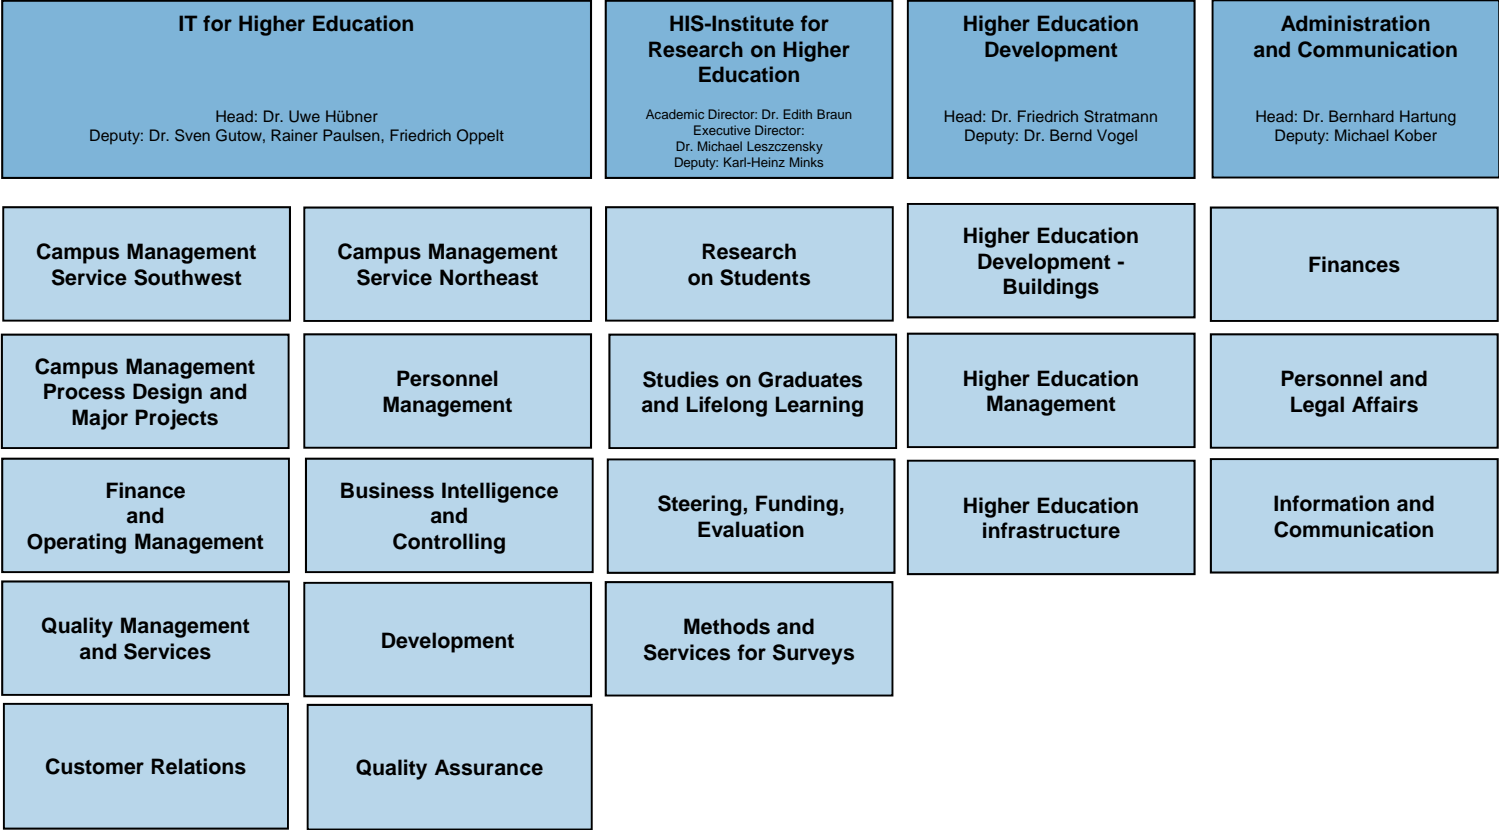 IT for Higher Education
Head: Dr. Uwe Hübner
Deputy: Dr. Sven Gutow, Rainer Paulsen, Friedrich Oppelt
HIS-Institute for
Research on Higher
Education
Academic Director: Dr. Edith Braun
Executive Director:
Dr. Michael Leszczensky
Deputy: Karl-Heinz Minks
Higher Education
Development
Head: Dr. Friedrich Stratmann
Deputy: Dr. Bernd Vogel
Administration
and Communication
Head: Dr. Bernhard Hartung
Deputy: Michael Kober
Campus Management
Service Southwest
Campus Management
Service Northeast
Research
on Students
Higher Education
Development -
Buildings
Finances
Campus Management
Process Design and
Major Projects
Personnel
Management
Studies on Graduates
and Lifelong Learning
Higher Education
Management
Personnel and
Legal Affairs
Finance
and
Operating Management
Business Intelligence
and
Controlling
Steering, Funding,
Evaluation
Higher Education
infrastructure
Information and
Communication
Quality Management
and Services
Development
Methods and
Services for Surveys
Customer Relations
Quality Assurance